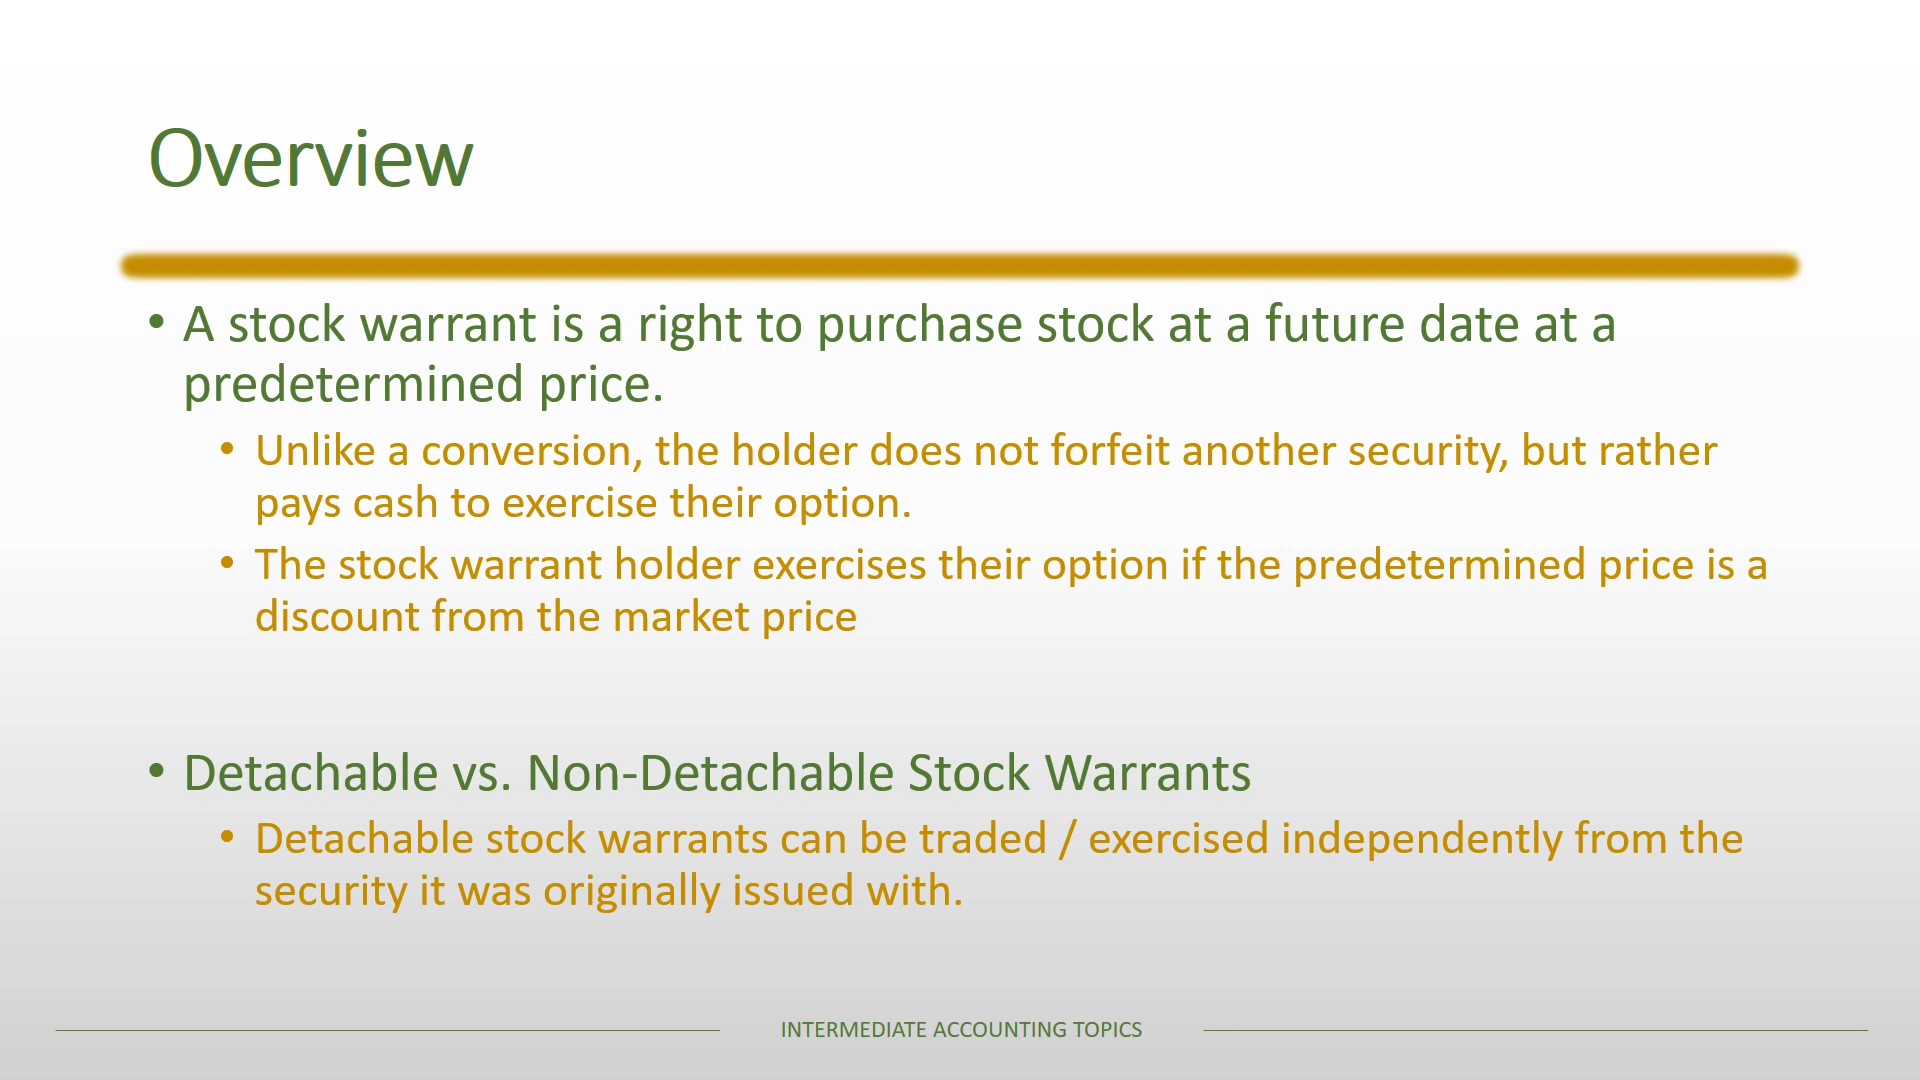 Overview
• A stock warrant is a right to purchase stock at a future date at a
predetermined price.
• Unlike a conversion, the holder does not forfeit another security, but rather
pays cash to exercise their option.
• The stock warrant holder exercises their option if the predetermined price is a
discount from the market price
• Detachable vs. Non-Detachable Stock Warrants
• Detachable stock warrants can be traded / exercised independently from the
security it was originally issued with.
INTERMEDIATE ACCOUNTING TOPICS